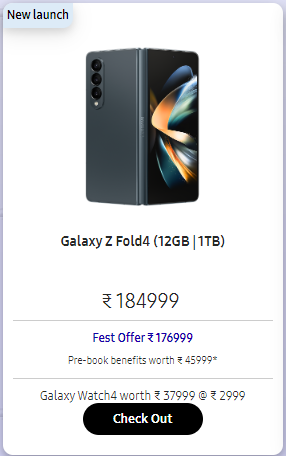 New launch
Galaxy Z Fold4 (12GB | 1TB)
₹ 184999
Fest Offer ₹ 176999
Pre-book benefits worth ₹ 45999*
Galaxy Watch4 worth ₹ 37999 @ ₹ 2999
Check Out